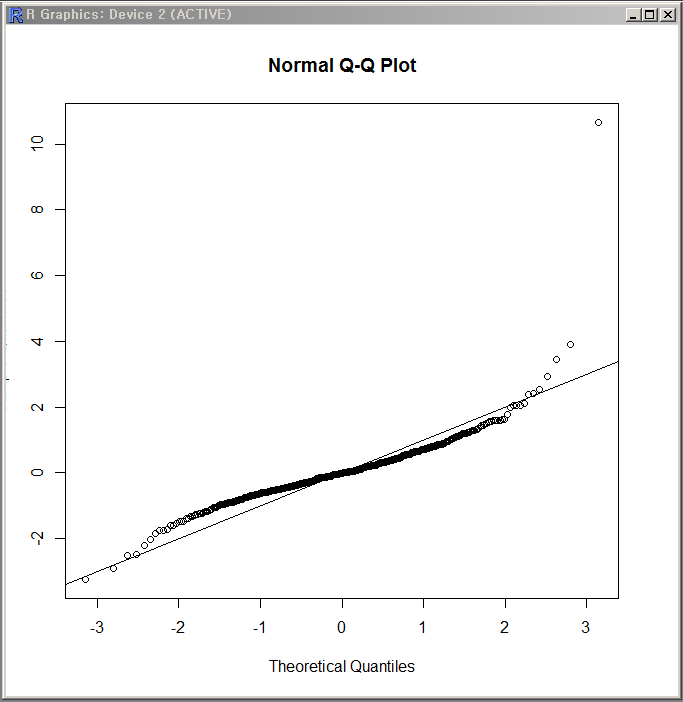 R Graphics: Device 2 (ACTIVE)
Normal Q-Q Plot
10
8
6
4
2
0
-2
-3 -2 -1 0 1 2 3
Theoretical Quantiles